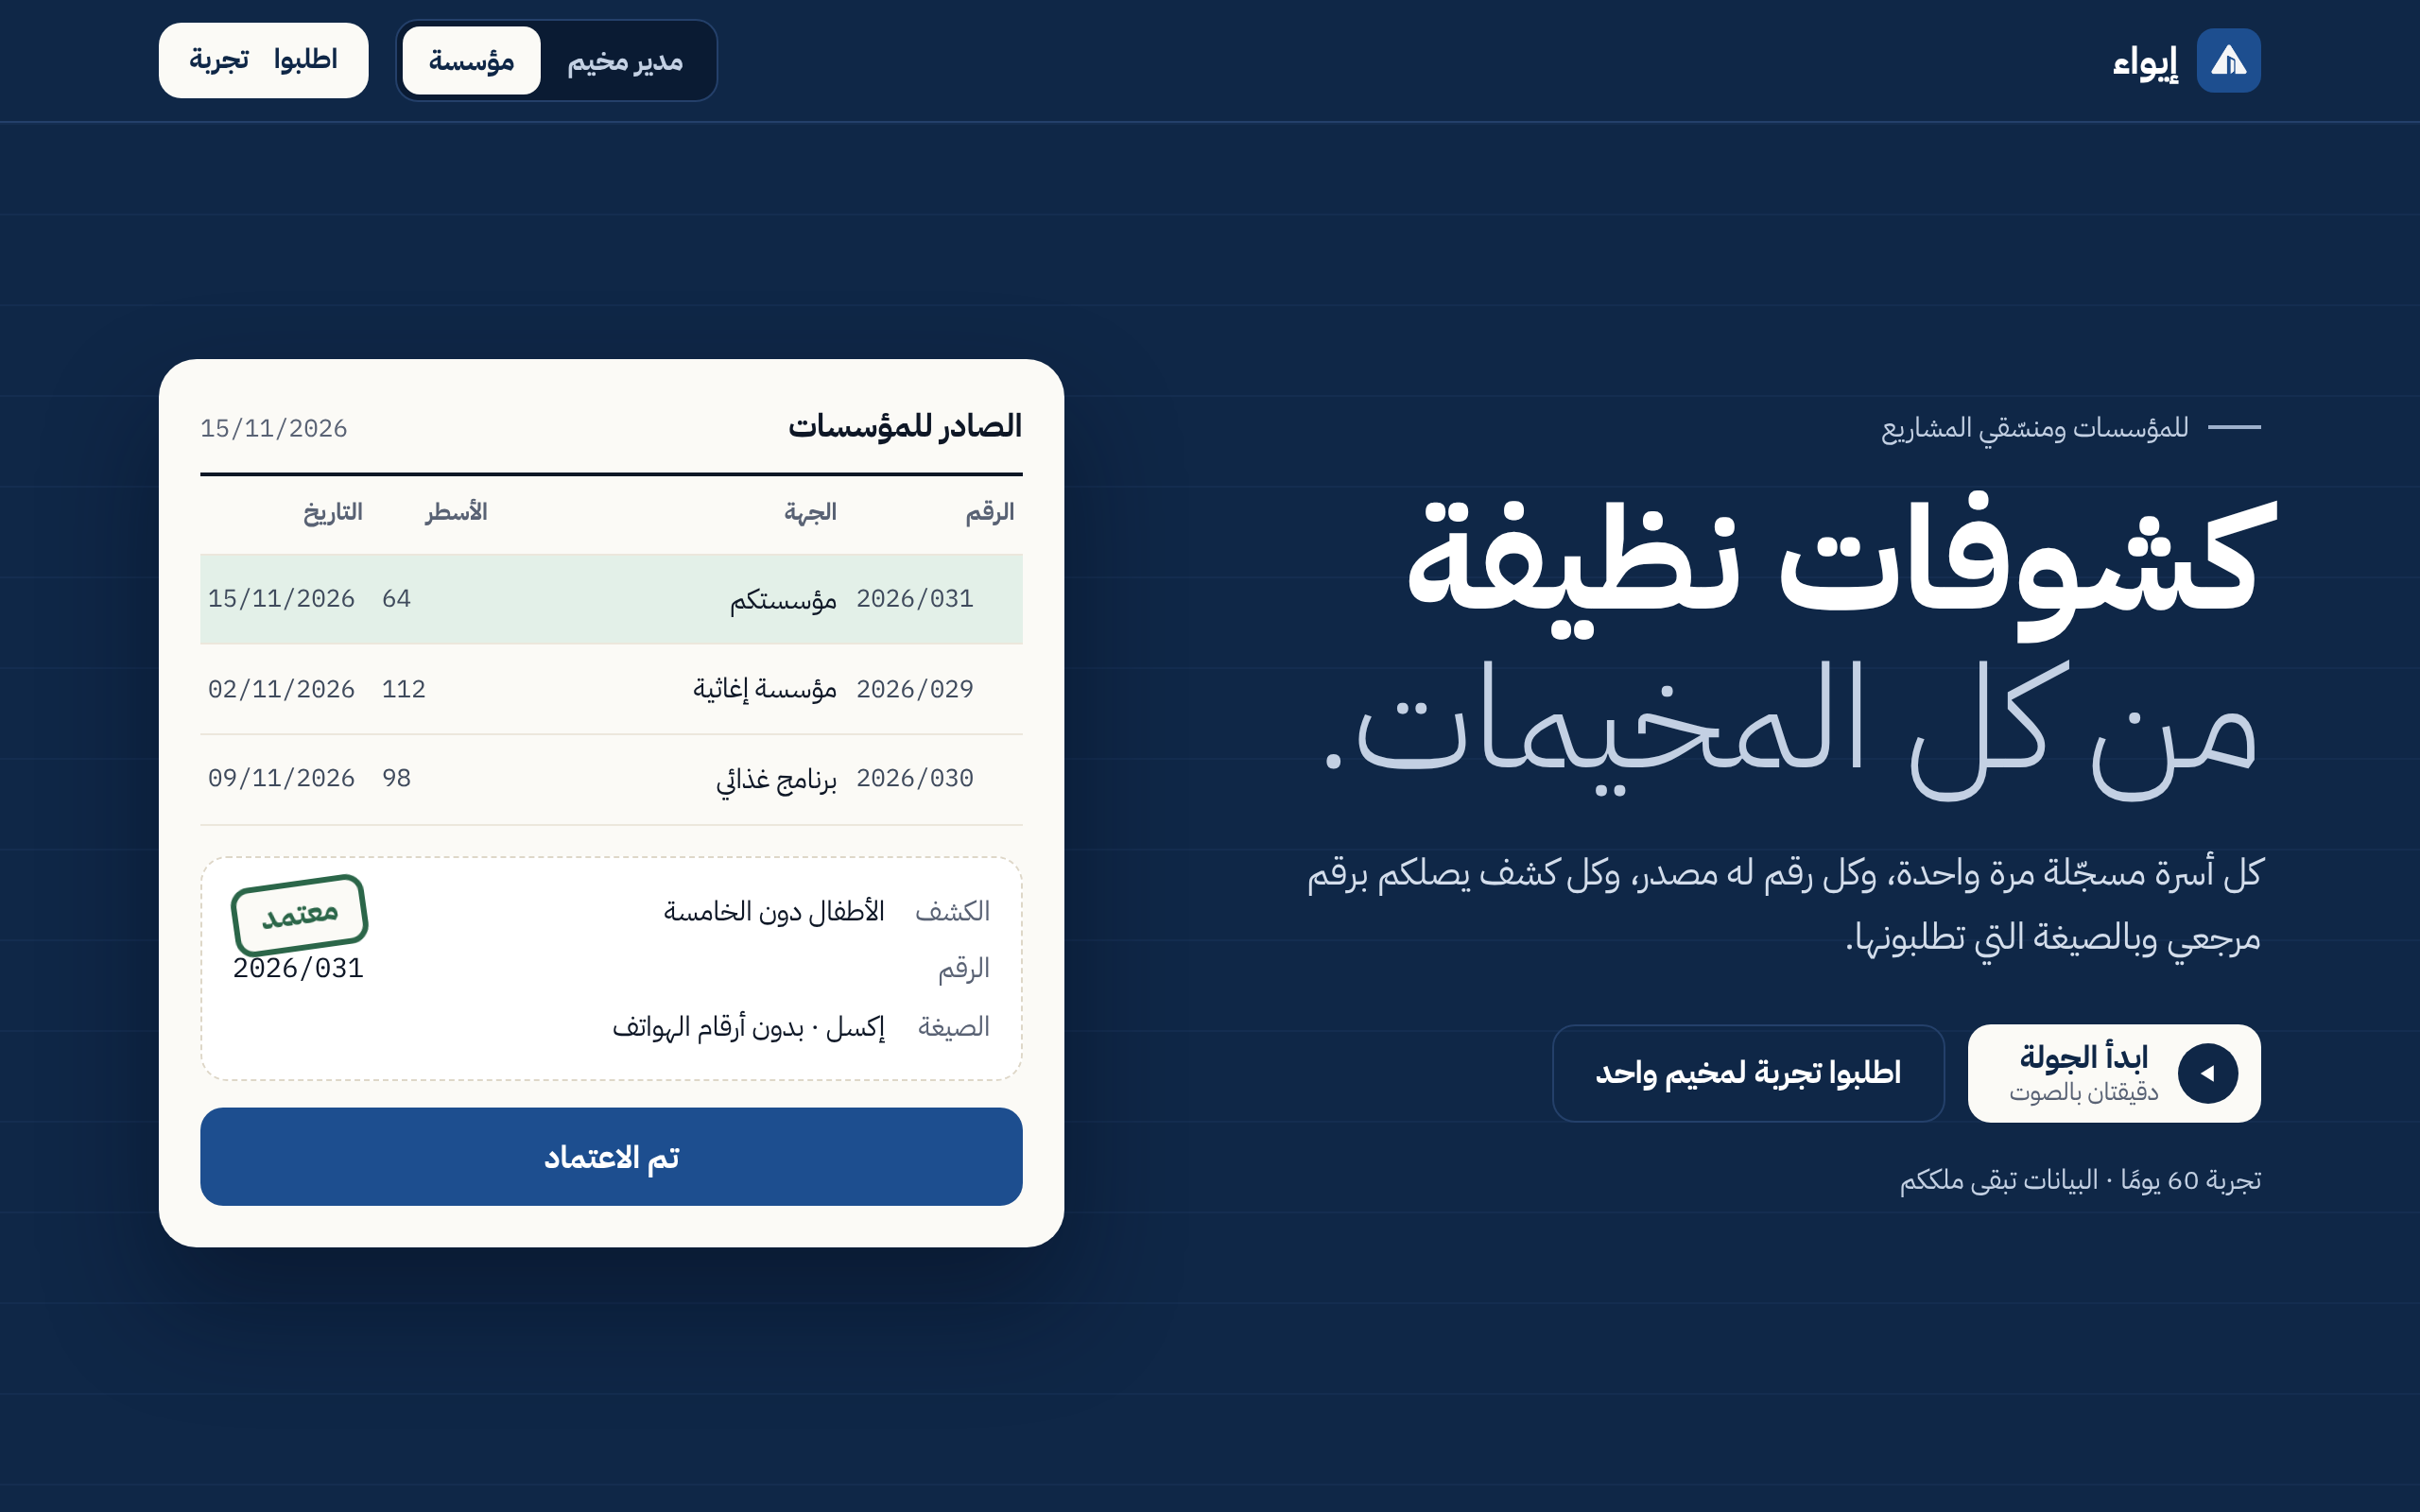 إيواء
مدير مخيم
مؤسسة
اطلبوا تجربة
للمؤسسات ومنسّقي المشاريع
كشوفات نظيفة
من كل المخيمات.
كل أسرة مسجّلة مرة واحدة، وكل رقم له مصدر، وكل كشف يصلكم برقم
مرجعي وبالصيغة التي تطلبونها.
ابدأ الجولة
دقيقتان بالصوت
اطلبوا تجربة لمخيم واحد
تجربة 60 يومًا · البيانات تبقى ملككم
الصادر للمؤسسات 15/11/2026
الرقم الجهة الأسطر التاريخ
2026/031 مؤسستكم 64 15/11/2026
2026/029 مؤسسة إغاثية 112 02/11/2026
2026/030 برنامج غذائي 98 09/11/2026
الكشف الأطفال دون الخامسة
معتمد
الرقم 2026/031
الصيغة إكسل · بدون أرقام الهواتف
تم الاعتماد